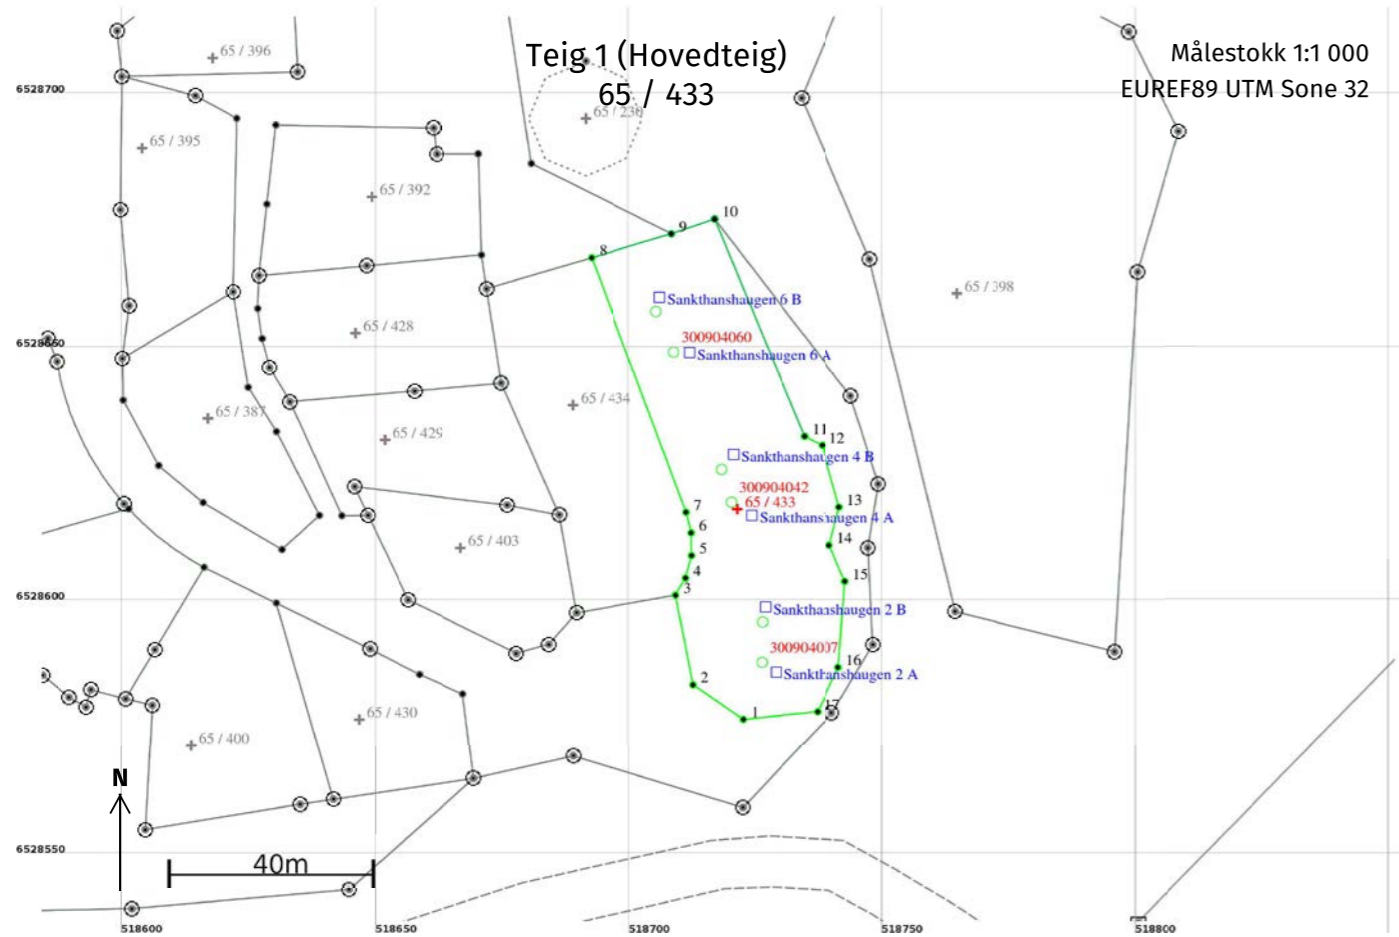 Teig 1 (Hovedteig)
65 / 433
Målestokk 1:1 000
EUREF89 UTM Sone 32
65 / 396
6528700
65 / 236
65 / 395
65 / 392
10
9
8
65 / 398
Sankthanshaugen 6 B
65 / 428
300904060
6528650
Sankthanshaugen 6 A
65 / 434
65 / 387
65 / 429
11
12
Sankthanshaugen 4 B
300904042
65 / 433
13
7
Sankthanshaugen 4 A
6
65 / 403
14
5
4
15
3
6528600
Sankthanshaugen 2 B
300904007
16
Sankthanshaugen 2 A
2
65 / 430
1
17
65 / 400
N
6528550
40m
518600
518650
518700
518750
518800